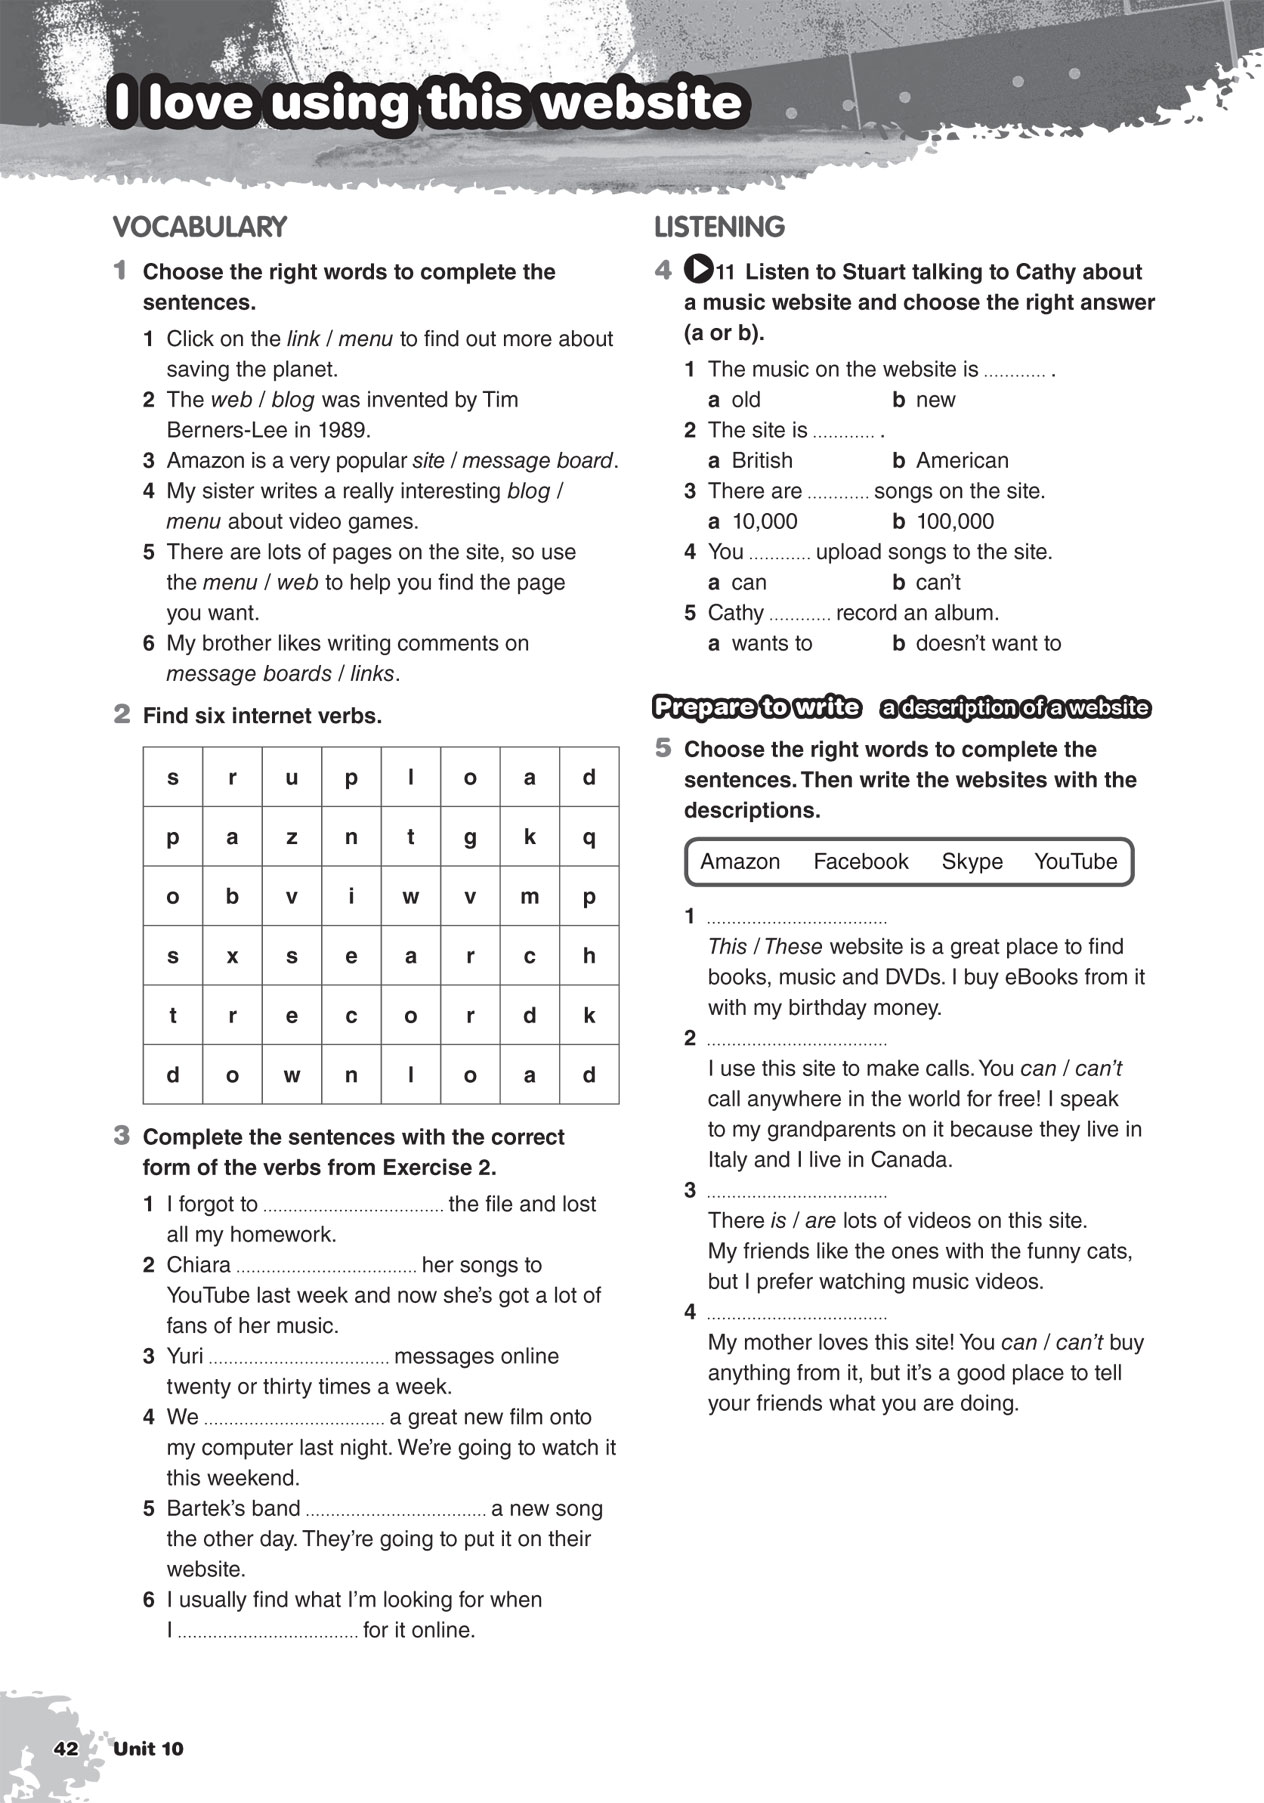 I love using this website
VOCABULARY
1 Choose the right words to complete the
sentences.
1 Click on the link / menu to find out more about
saving the planet.
2 The web / blog was invented by Tim
Berners-Lee in 1989.
3 Amazon is a very popular site / message board.
4 My sister writes a really interesting blog /
menu about video games.
5 There are lots of pages on the site, so use
the menu / web to help you find the page
you want.
6 My brother likes writing comments on
message boards / links.
2 Find six internet verbs.
s r u p l o a d
p a z n t g k q
o b v i w v m p
s x s e a r c h
t r e c o r d k
d o w n l o a d
3 Complete the sentences with the correct
form of the verbs from Exercise 2.
1 I forgot to .................................... the file and lost
all my homework.
2 Chiara .................................... her songs to
YouTube last week and now she's got a lot of
fans of her music.
3 Yuri .................................... messages online
twenty or thirty times a week.
4 We .................................... a great new film onto
my computer last night. We're going to watch it
this weekend.
5 Bartek's band .................................... a new song
the other day. They're going to put it on their
website.
6 I usually find what I'm looking for when
I .................................... for it online.
LISTENING
4 11 Listen to Stuart talking to Cathy about
a music website and choose the right answer
(a or b).
1 The music on the website is ............ .
a old b new
2 The site is ............ .
a British b American
3 There are ............ songs on the site.
a 10,000 b 100,000
4 You ............ upload songs to the site.
a can b can't
5 Cathy ............ record an album.
a wants to b doesn't want to
Prepare to write a description of a website
5 Choose the right words to complete the
sentences. Then write the websites with the
descriptions.
Amazon Facebook Skype YouTube
1 ....................................
This / These website is a great place to find
books, music and DVDs. I buy eBooks from it
with my birthday money.
2 ....................................
I use this site to make calls. You can / can't
call anywhere in the world for free! I speak
to my grandparents on it because they live in
Italy and I live in Canada.
3 ....................................
There is / are lots of videos on this site.
My friends like the ones with the funny cats,
but I prefer watching music videos.
4 ....................................
My mother loves this site! You can / can't buy
anything from it, but it's a good place to tell
your friends what you are doing.
42 Unit 10